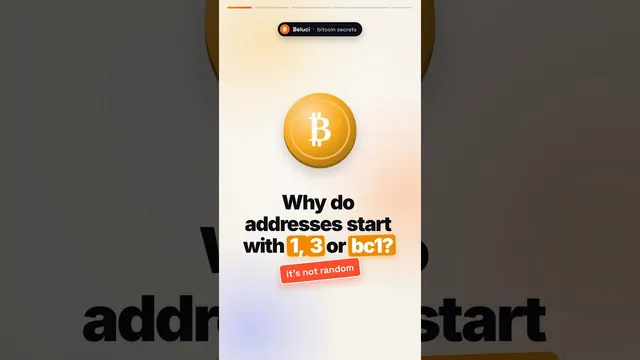 Beluci · bitcoin secrets
Why do
addresses start
with 1, 3 or bc1?
it's not random